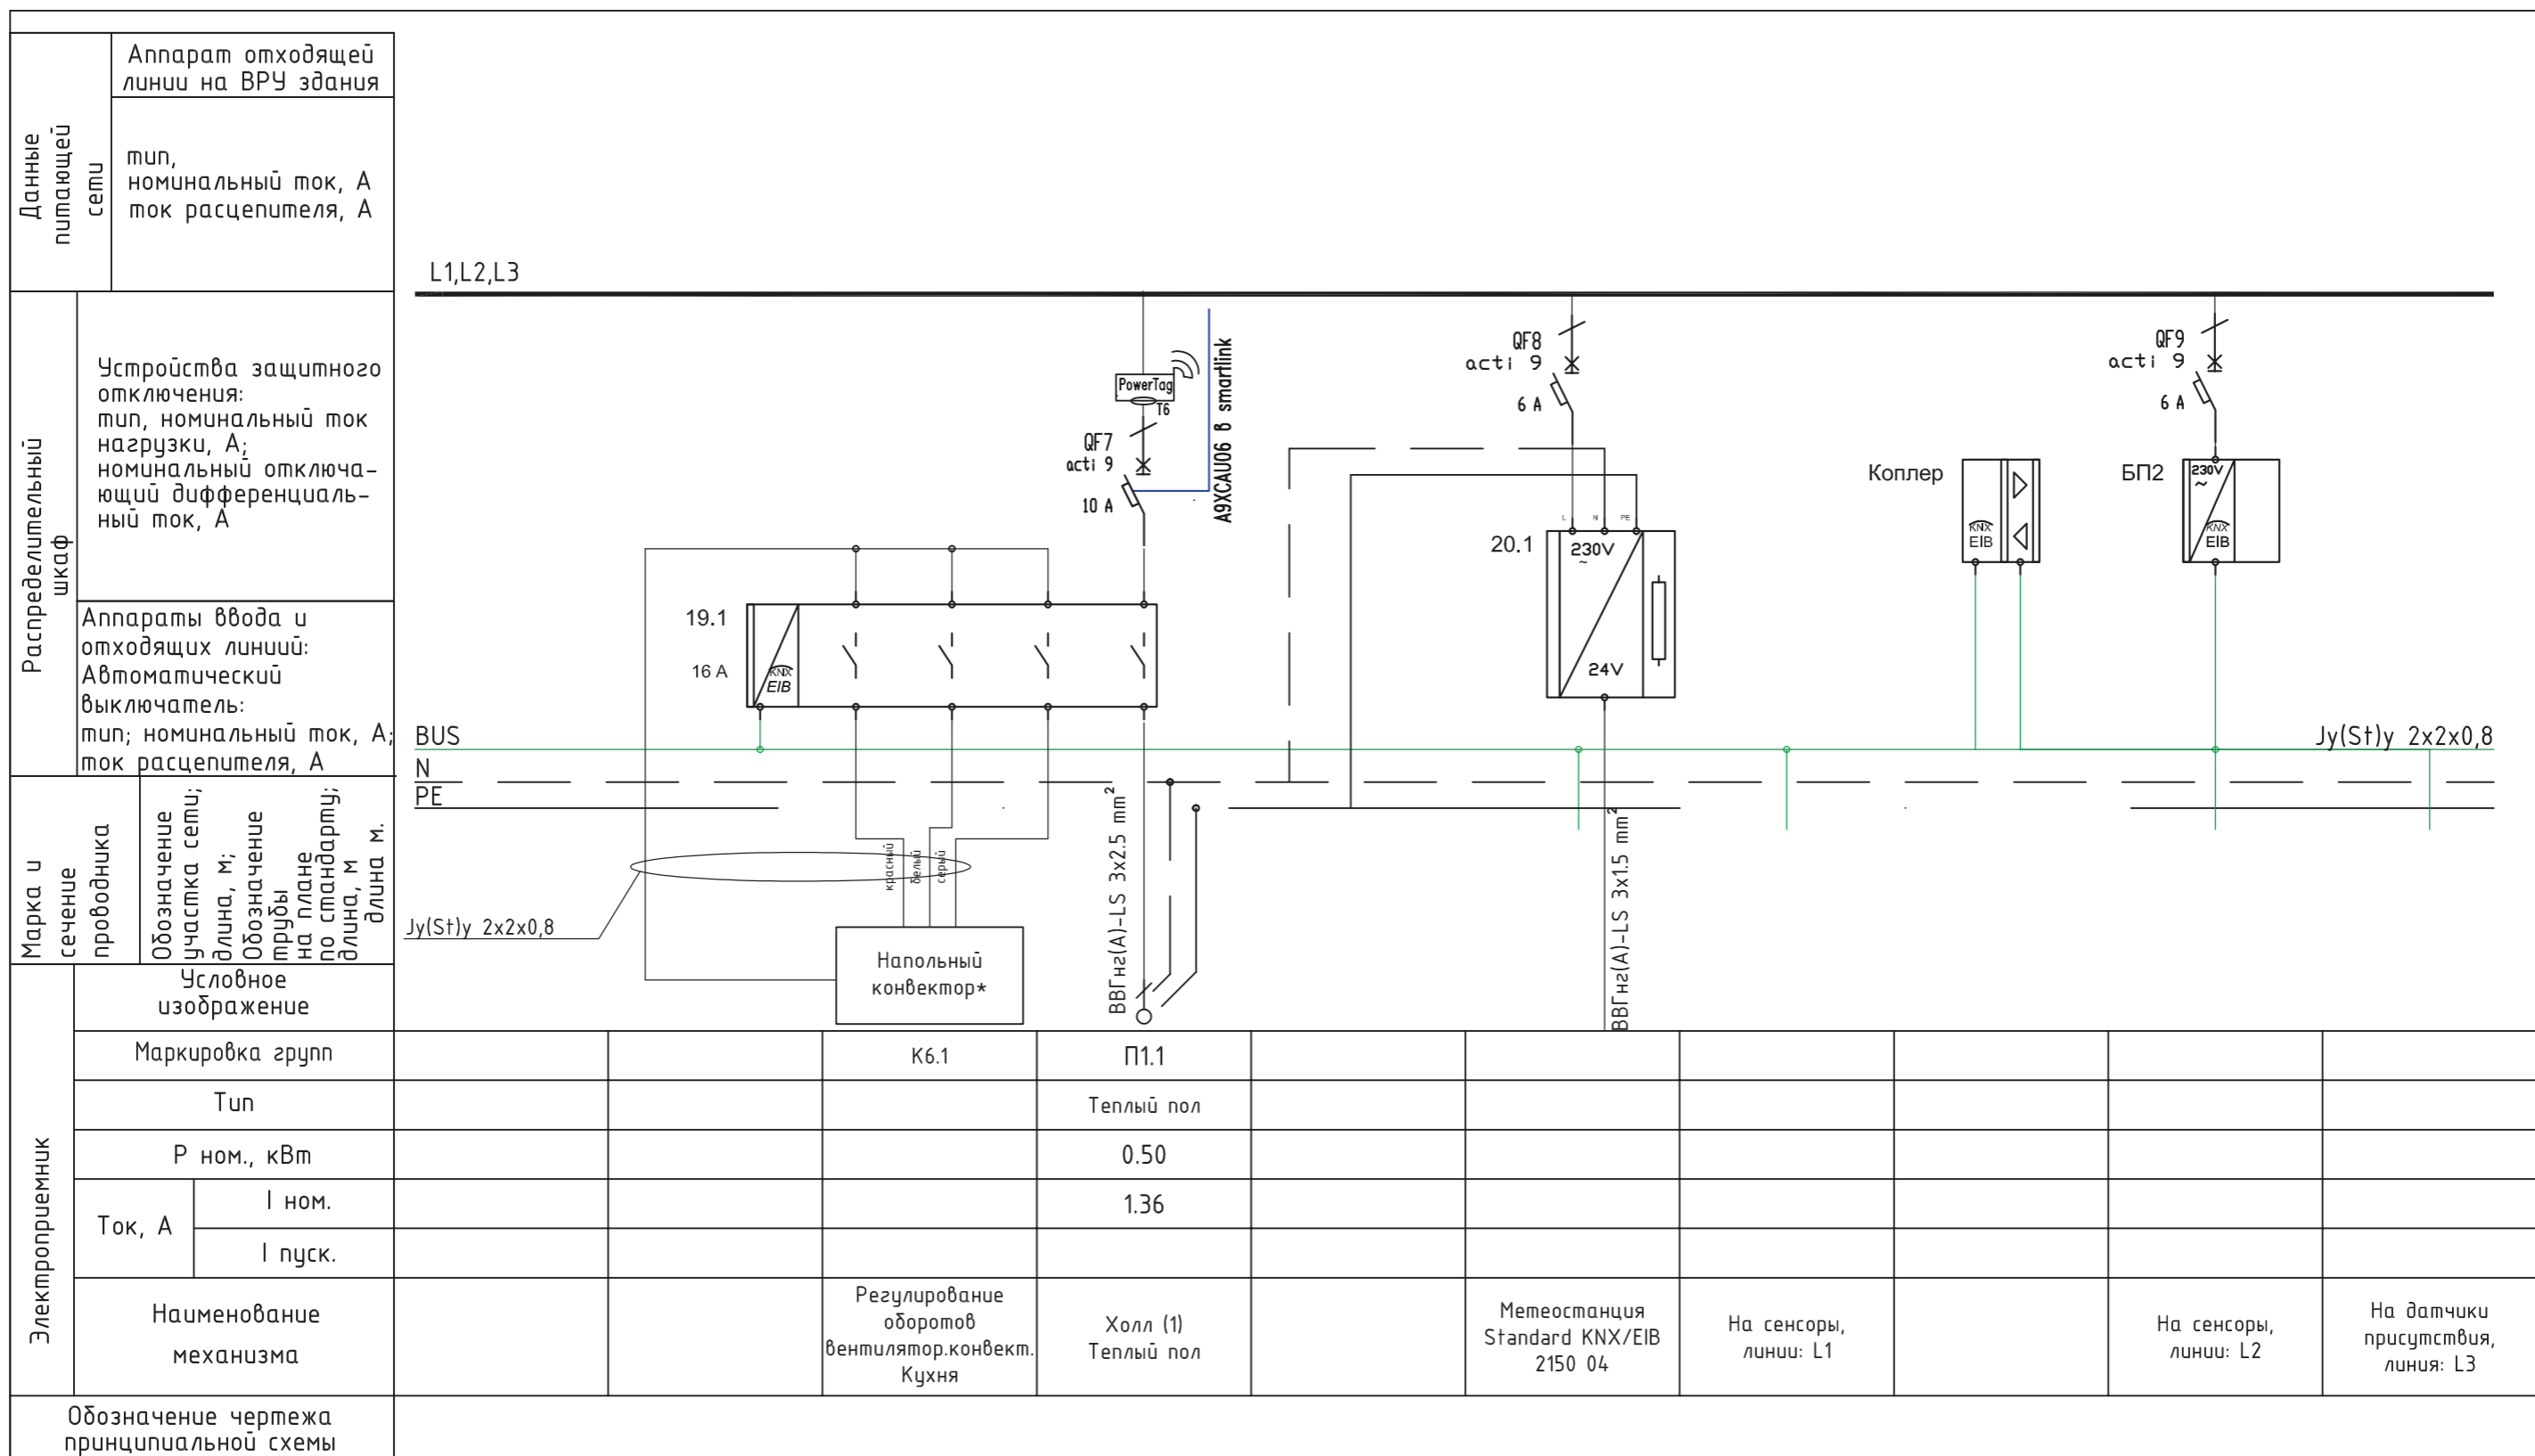 Данные
питающей
сети
Аппарат отходящей
линии на ВРУ здания
тип,
номинальный ток, А
ток расцепителя, А
Распределительный
шкаф
Устройства защитного
отключения:
тип, номинальный ток
нагрузки, А;
номинальный отключа-
ющий дифференциаль-
ный ток, А
Аппараты ввода и
отходящих линиий:
Автоматический
выключатель:
тип; номинальный ток, А;
ток расцепителя, А
Марка и
сечение
проводника
Обозначение
участка сети;
длина, м;
Обозначение
трубы
на плане
по стандарту;
длина, м
длина м.
L1,L2,L3
PowerTag
T6
QF7
acti 9
10 A
A9XCAU06 в smartlink
QF8
acti 9
6 A
QF9
acti 9
6 A
19.1
16 A
KNX
EIB
20.1
L
N
PE
230V
~
24V
Коплер
KNX
EIB
БП2
230V
~
KNX
EIB
BUS
Jy(St)y 2x2x0,8
N
PE
красный
белый
серый
Jy(St)y 2x2x0,8
Напольный
конвектор*
ВВГнг(А)-LS 3x2.5 mm²
ВВГнг(А)-LS 3x1.5 mm²
Электроприемник
Условное
изображение
Маркировка групп
К6.1
П1.1
Тип
Теплый пол
Р ном., кВт
0.50
Ток, А
I ном.
1.36
I пуск.
Наименование
механизма
Регулирование
оборотов
вентилятор.конвект.
Кухня
Холл (1)
Теплый пол
Метеостанция
Standard KNX/EIB
2150 04
На сенсоры,
линии: L1
На сенсоры,
линии: L2
На датчики
присутствия,
линия: L3
Обозначение чертежа
принципиальной схемы